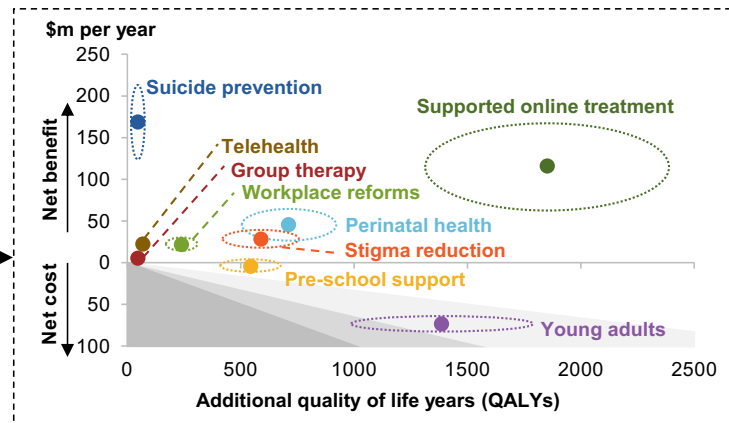 $m per year
250
200
150
100
50
0
50
100
Net benefit
Net cost
Suicide prevention
Supported online treatment
Telehealth
Group therapy
Workplace reforms
Perinatal health
Stigma reduction
Pre-school support
Young adults
0 500 1000 1500 2000 2500
Additional quality of life years (QALYs)